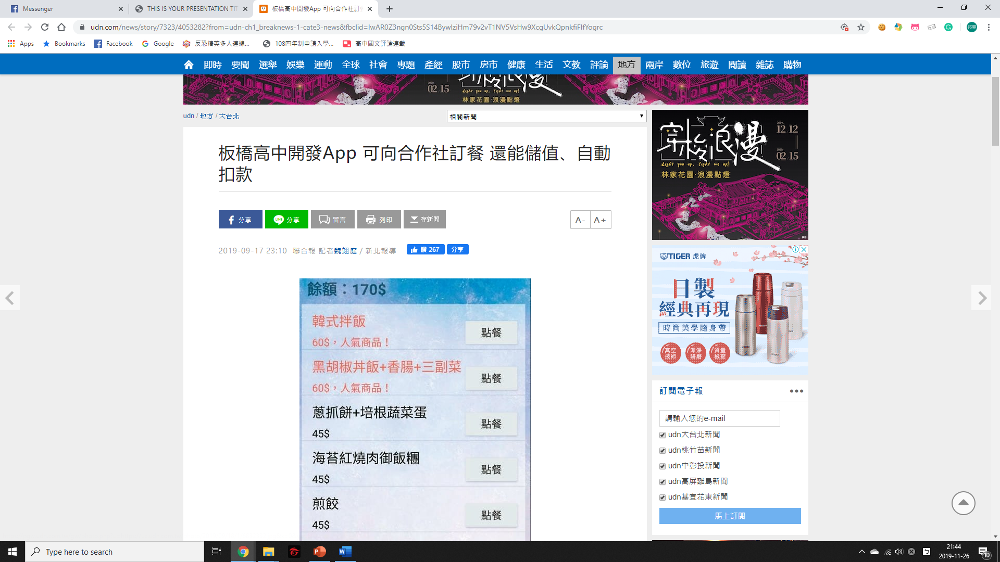 Messenger
THIS IS YOUR PRESENTATION TIT
板橋高中開發App 可向合作社訂
udn.com/news/story/7323/4053282?from=udn-ch1_breaknews-1-cate3-news&fbclid=IwAR0Z3ngn0Sts5S14BywlziHm79v2vT1NV5VsHw9XcgUvkQpnkfiFlfYogrc
邦寧
Apps
Bookmarks
Facebook
Google
反恐精英多人連線...
108四年制申請入學...
高中國文評論連載
即時 要聞 選舉 娛樂 運動 全球 社會 專題 產經 股市 房市 健康 生活 文教 評論 地方 兩岸 數位 旅遊 閱讀 雜誌 購物
2020.
02/15
Light you up, light me up!
林家花園·浪漫點燈
2020.
02/15
udn / 地方 / 大台北
相關新聞
板橋高中開發App 可向合作社訂餐 還能儲值、自動
扣款
分享
LINE 分享
留言
列印
存新聞
A- A+
2019-09-17 23:10 聯合報 記者魏翊庭 / 新北報導
讚 267
分享
餘額：170$
韓式拌飯
60$，人氣商品！
點餐
黑胡椒丼飯+香腸+三副菜
60$，人氣商品！
點餐
蔥抓餅+培根蔬菜蛋
45$
點餐
海苔紅燒肉御飯糰
45$
點餐
煎餃
45$
點餐
穿梭浪漫
2019.
12/12
2020.
02/15
Light you up, light me up!
林家花園·浪漫點燈
廣告
TIGER 虎牌
日製
經典再現
時尚美學隨身帶
真空
技術
潔淨
研磨
質量
檢查
TIGER
訂閱電子報
請輸入您的e-mail
udn大台北新聞
udn桃竹苗新聞
udn中彰投新聞
udn高屏離島新聞
udn基宜花東新聞
馬上訂閱
Type here to search
21:44
2019-11-26
10